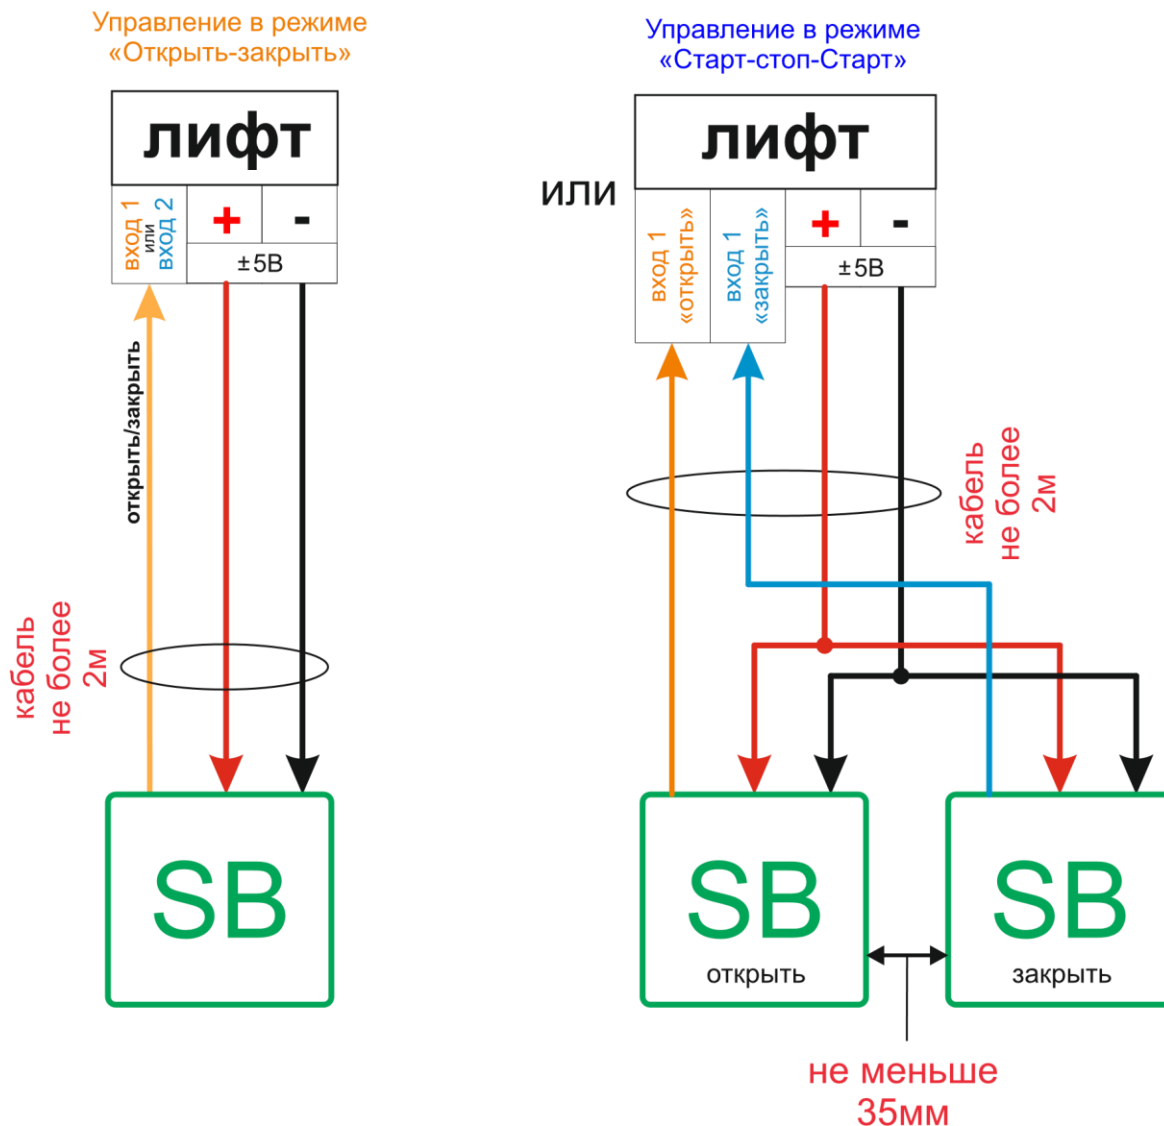 Управление в режиме
«Открыть-закрыть»
лифт
вход 1
или
вход 2
+
-
±5В
открыть/закрыть
кабель
не более
2м
SB
или
Управление в режиме
«Старт-стоп-Старт»
лифт
вход 1
«открыть»
вход 1
«закрыть»
+
-
±5В
кабель
не более
2м
SB
открыть
SB
закрыть
не меньше
35мм